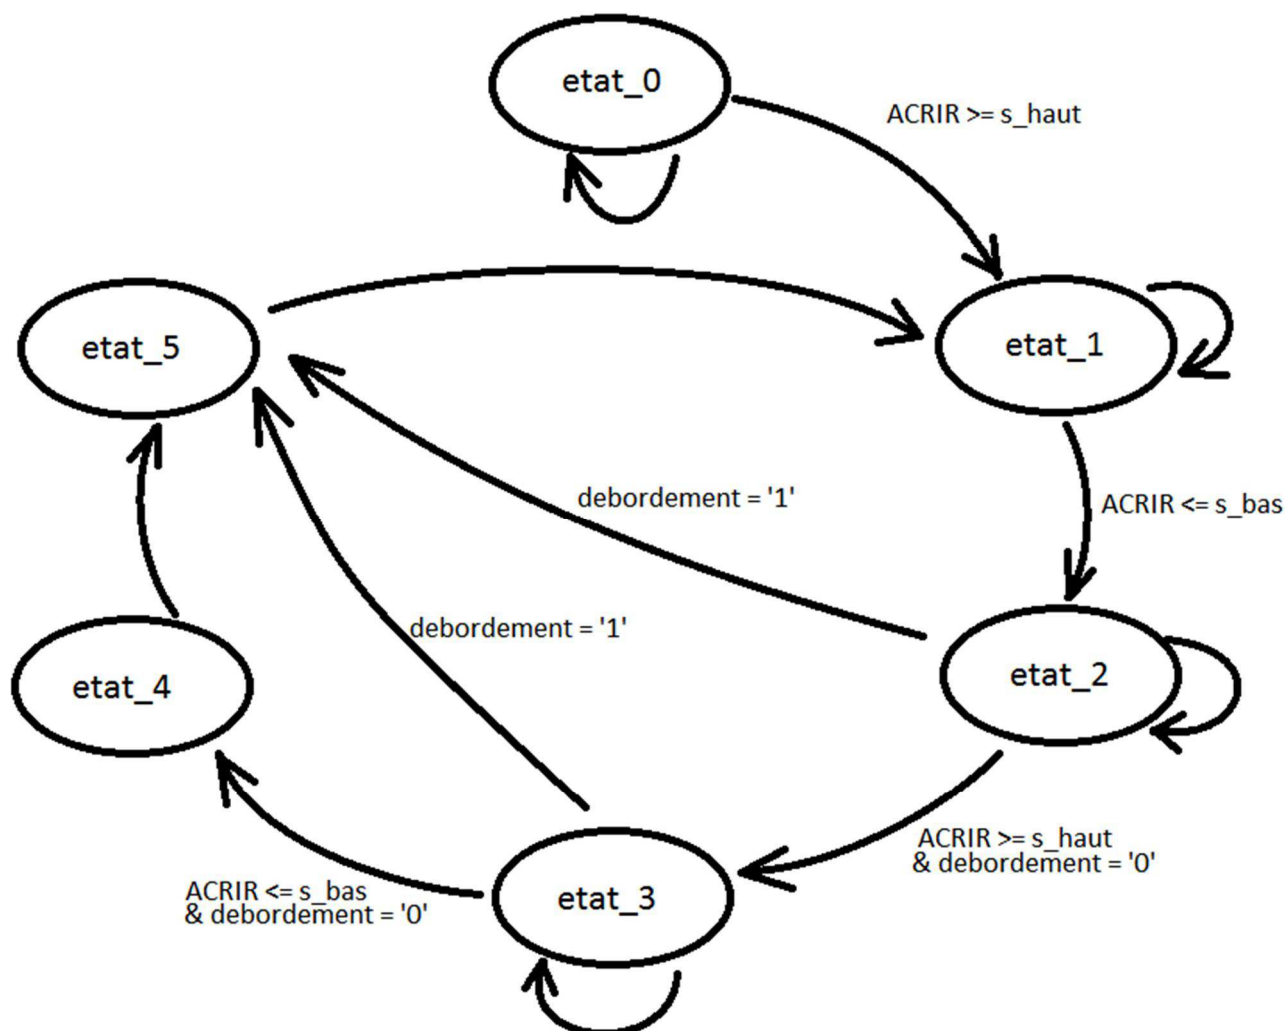 etat_0
ACRIR >= s_haut
etat_5
etat_1
debordement = '1'
ACRIR <= s_bas
debordement = '1'
etat_4
etat_2
ACRIR >= s_haut
& debordement = '0'
ACRIR <= s_bas
& debordement = '0'
etat_3